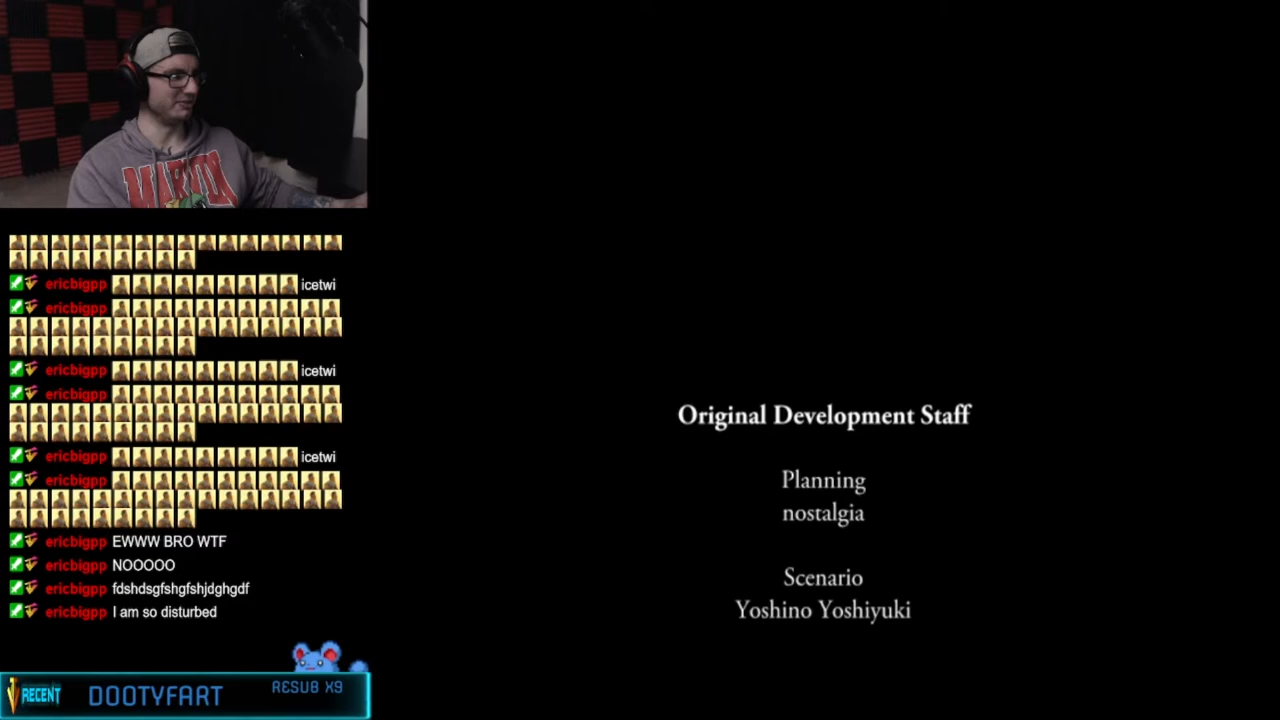 ericbigpp icetwi
ericbigpp
ericbigpp icetwi
ericbigpp
ericbigpp icetwi
ericbigpp
ericbigpp EWWW BRO WTF
ericbigpp NOOOOO
ericbigpp fdshdsgfshgfshjdghgdf
ericbigpp I am so disturbed
RECENT DOOTYFART RESUB X9
Original Development Staff
Planning
nostalgia
Scenario
Yoshino Yoshiyuki